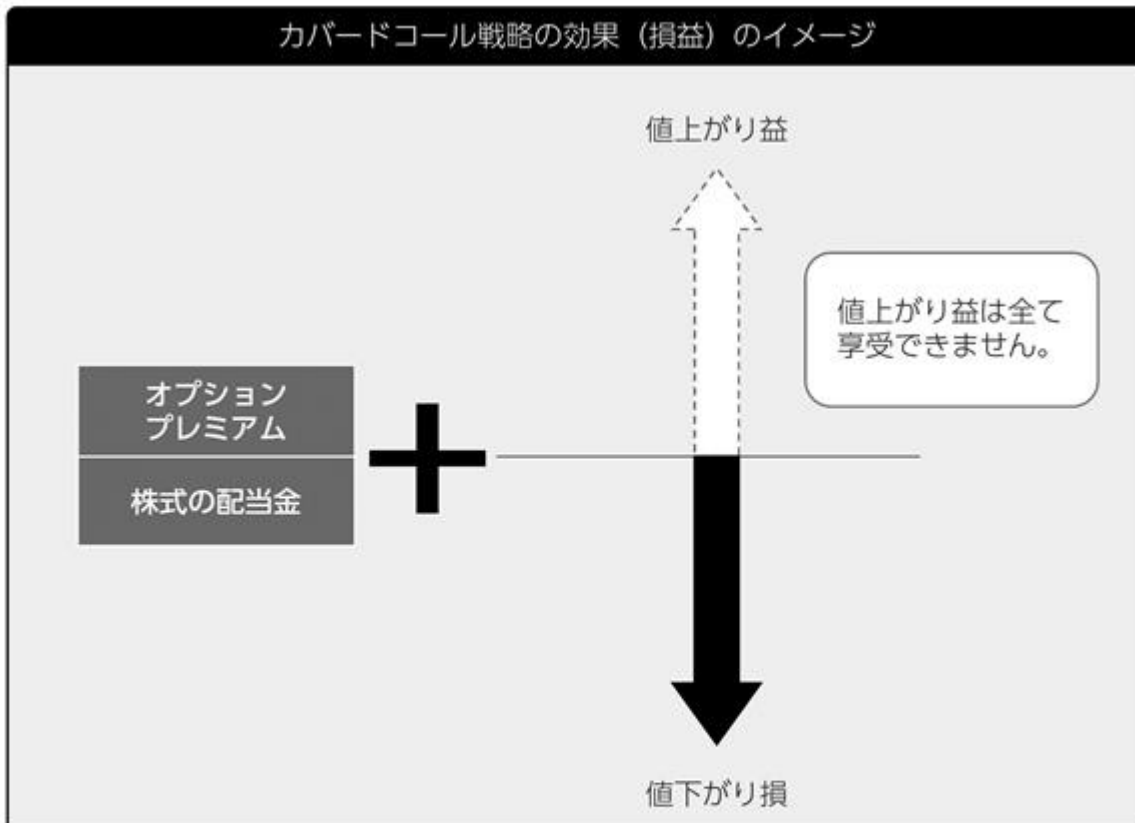 カバードコール戦略の効果（損益）のイメージ
値上がり益
値上がり益は全て
享受できません。
オプション
プレミアム
株式の配当金
値下がり損